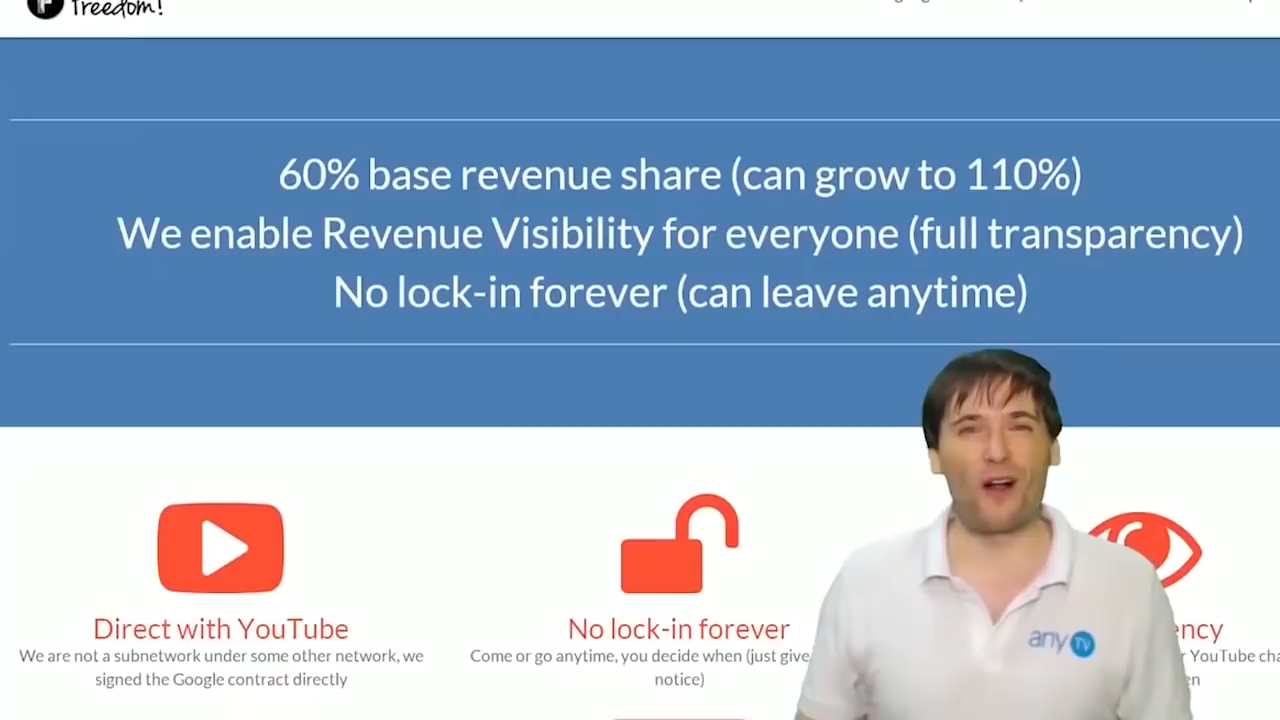 freedom!
60% base revenue share (can grow to 110%)
We enable Revenue Visibility for everyone (full transparency)
No lock-in forever (can leave anytime)
Direct with YouTube
We are not a subnetwork under some other network, we
signed the Google contract directly
No lock-in forever
Come or go anytime, you decide when (just give
notice)
ency
YouTube cha
en
any TV